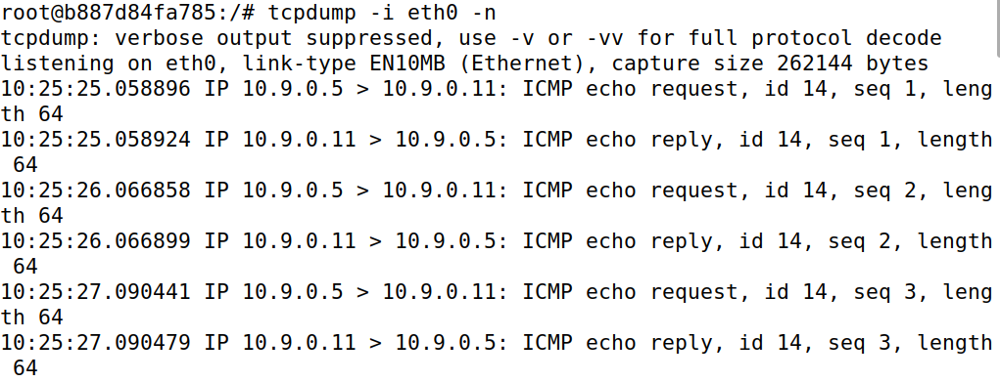 root@b887d84fa785:/# tcpdump -i eth0 -n
tcpdump: verbose output suppressed, use -v or -vv for full protocol decode
listening on eth0, link-type EN10MB (Ethernet), capture size 262144 bytes
10:25:25.058896 IP 10.9.0.5 > 10.9.0.11: ICMP echo request, id 14, seq 1, leng
th 64
10:25:25.058924 IP 10.9.0.11 > 10.9.0.5: ICMP echo reply, id 14, seq 1, length
 64
10:25:26.066858 IP 10.9.0.5 > 10.9.0.11: ICMP echo request, id 14, seq 2, leng
th 64
10:25:26.066899 IP 10.9.0.11 > 10.9.0.5: ICMP echo reply, id 14, seq 2, length
 64
10:25:27.090441 IP 10.9.0.5 > 10.9.0.11: ICMP echo request, id 14, seq 3, leng
th 64
10:25:27.090479 IP 10.9.0.11 > 10.9.0.5: ICMP echo reply, id 14, seq 3, length
 64